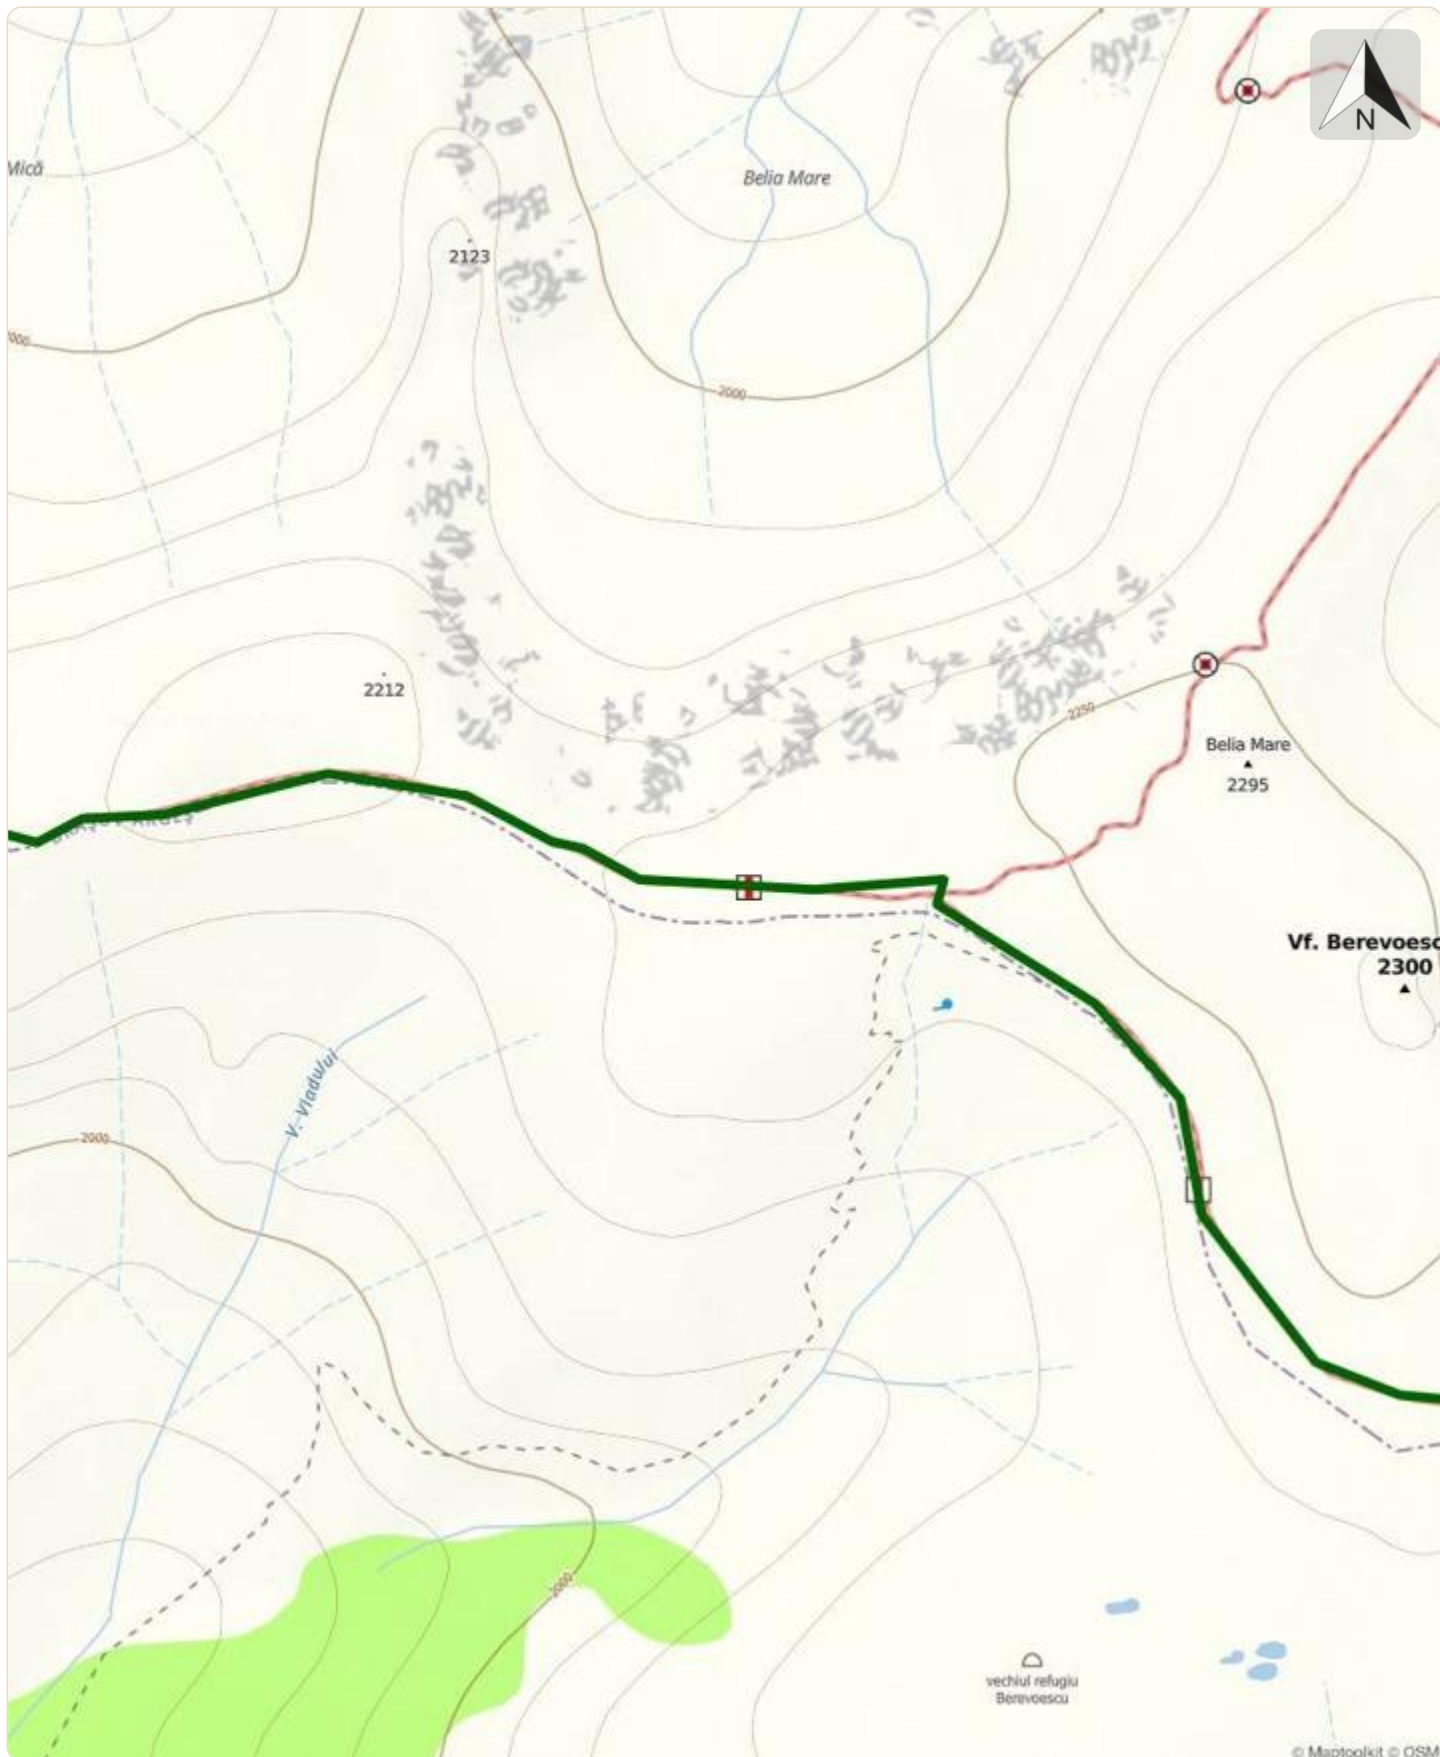 N
Mică
Belia Mare
2123
2000
2212
2250
Belia Mare
2295
Vf. Berevoesc
2300
V. Vladului
2000
2000
vechiul refugiu
Berevoescu
© Maptoolkit © OSM